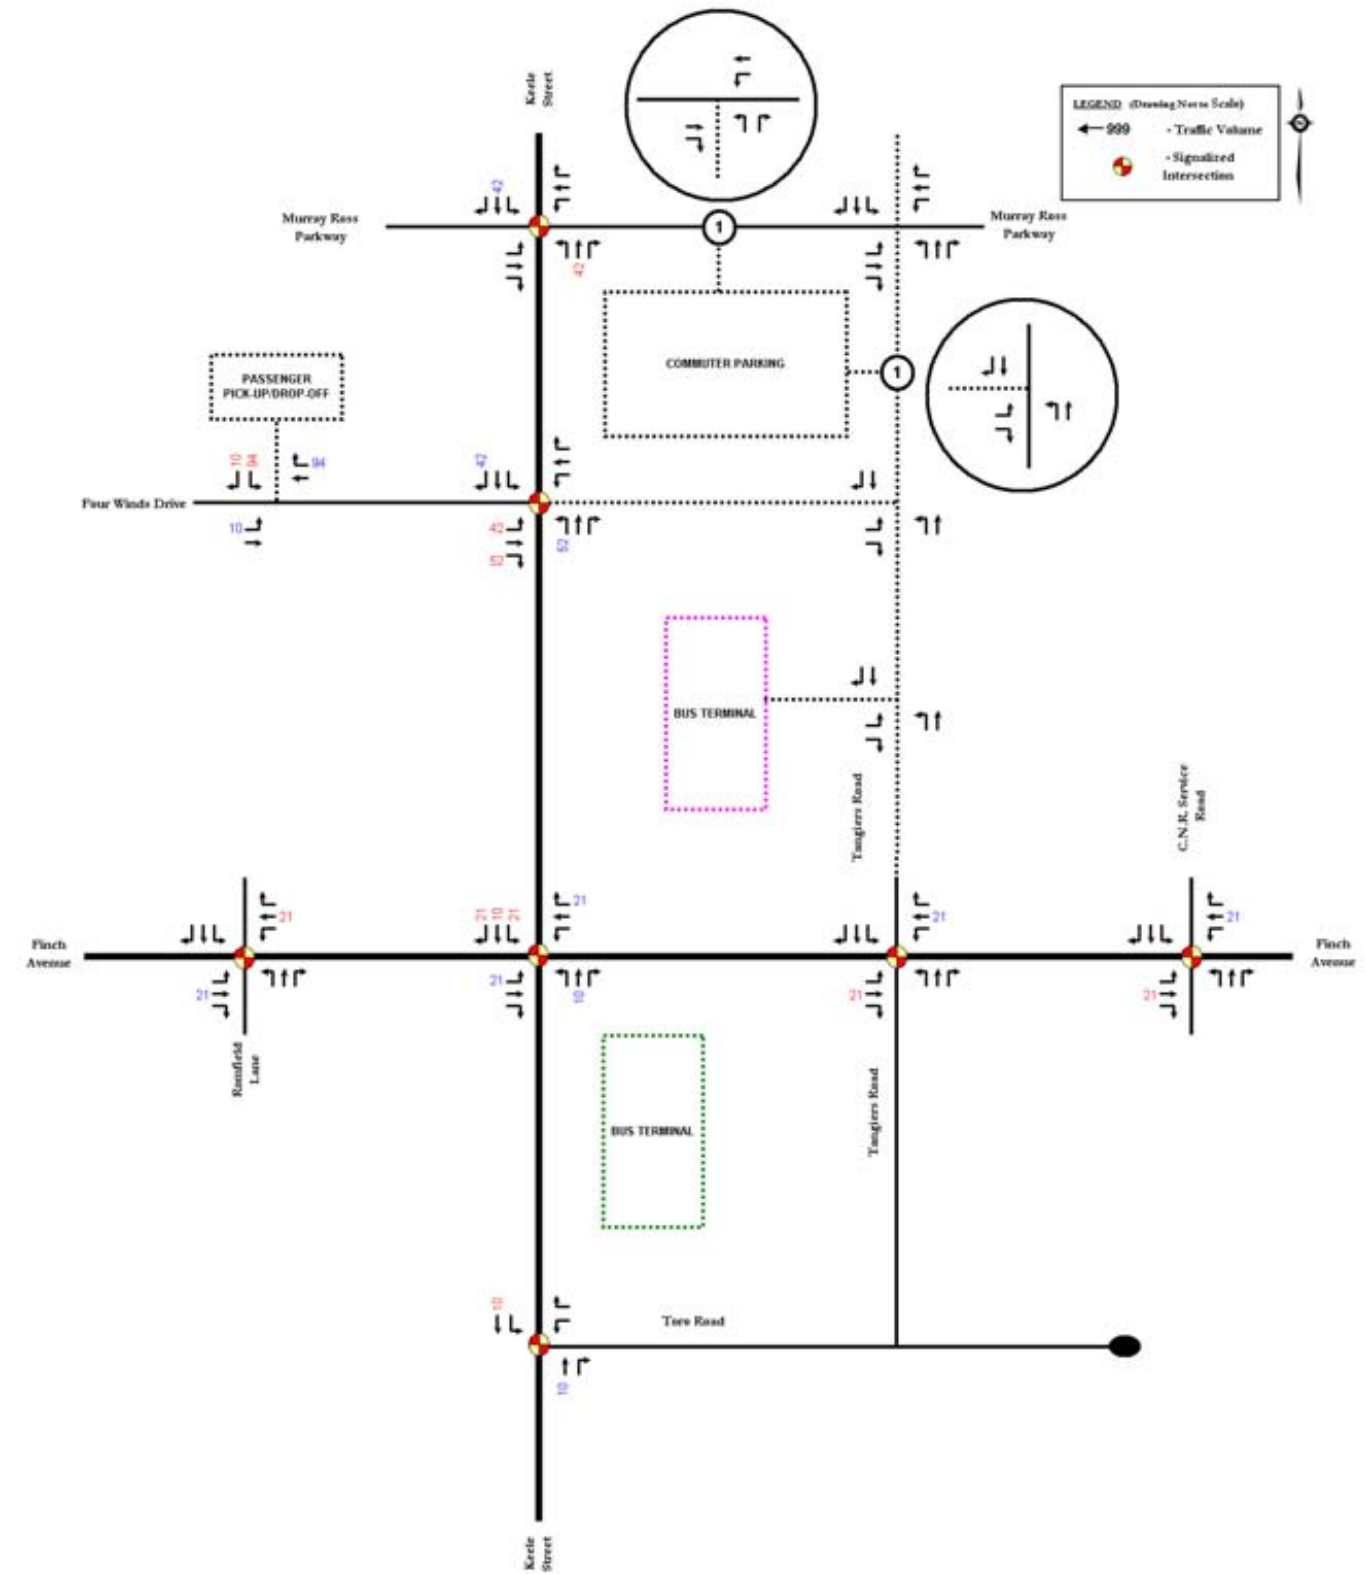 Keele
Street
LEGEND (Drawing Not to Scale)
999 - Traffic Volume
- Signalized
Intersection
42
Murray Ross
Parkway
1
Murray Ross
Parkway
42
COMMUTER PARKING
1
PASSENGER
PICK-UP/DROP-OFF
10 94
94
42
Four Winds Drive
10
42
10
52
BUS TERMINAL
Tangiers Road
C.N.R. Service
Road
21
21 10 21
21
21
21
Finch
Avenue
Finch
Avenue
21
21
10
21
21
Romfield
Lane
BUS TERMINAL
Tangiers Road
10
Toro Road
10
Keele
Street